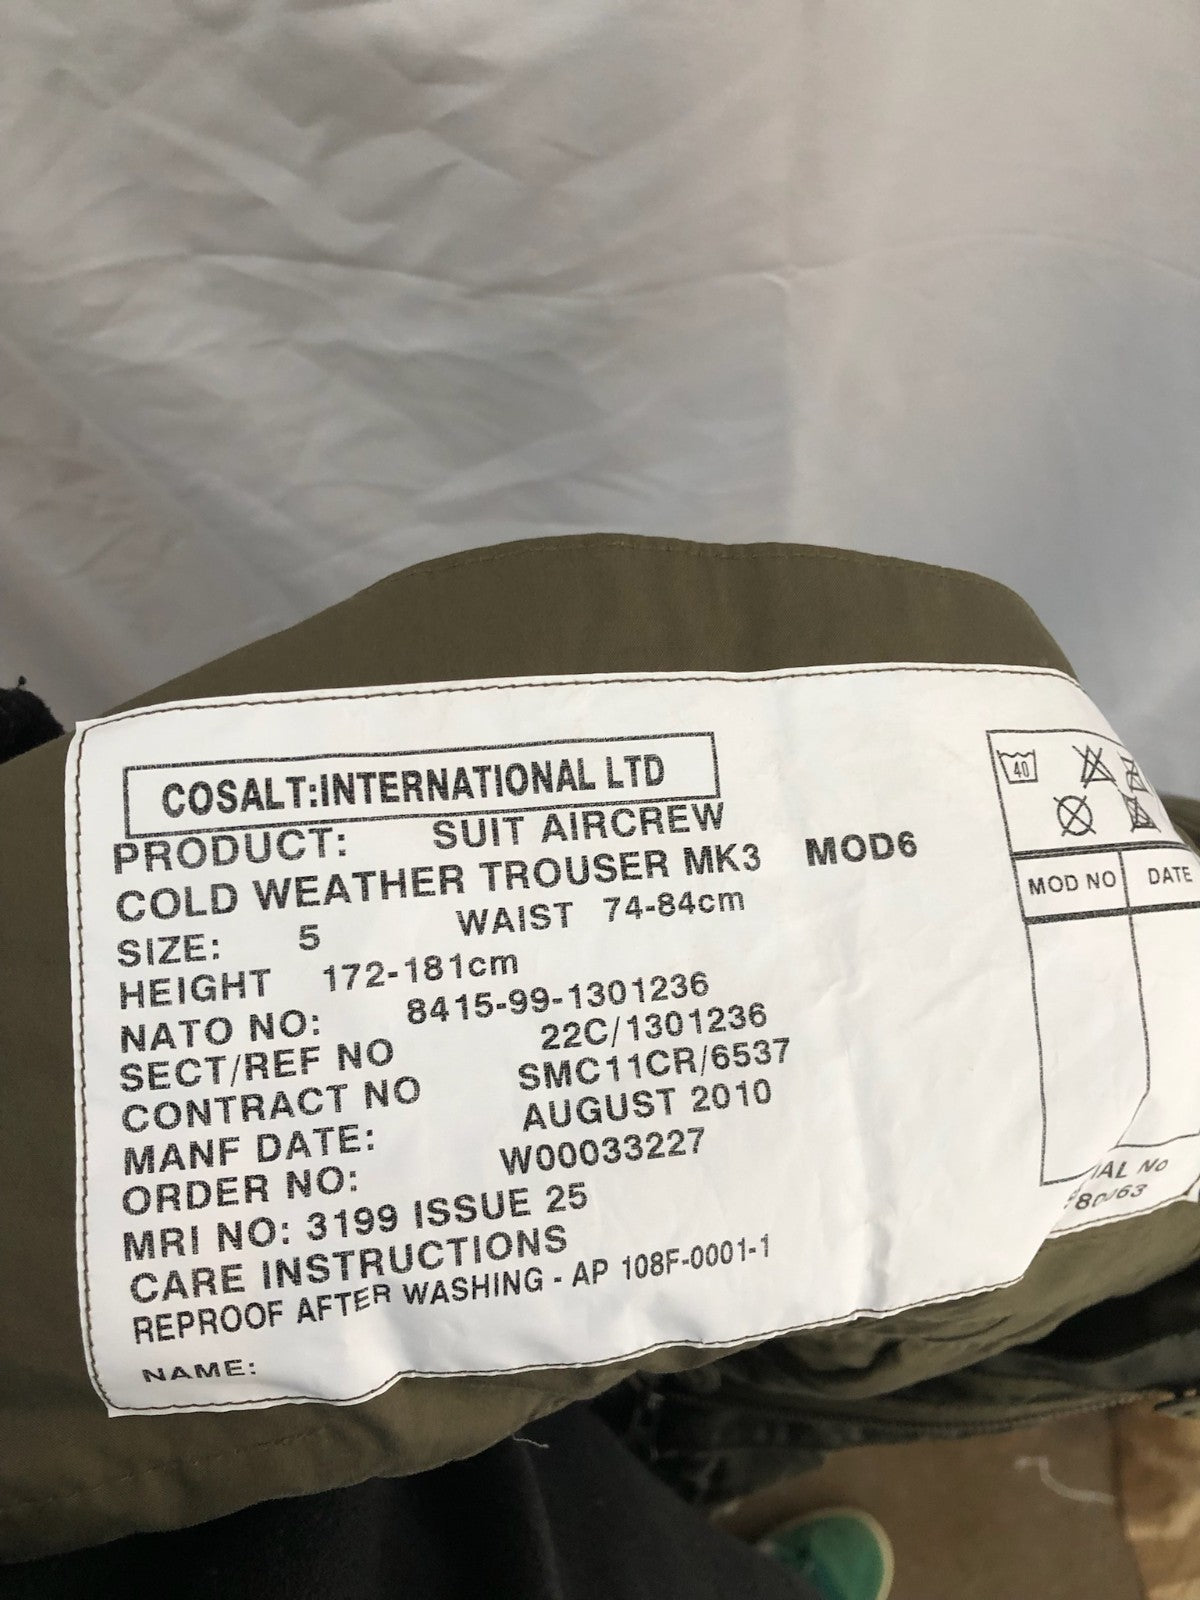 COSALT:INTERNATIONAL LTD
PRODUCT: SUIT AIRCREW
COLD WEATHER TROUSER MK3 MOD6
SIZE: 5 WAIST 74-84cm
HEIGHT 172-181cm
NATO NO: 8415-99-1301236
SECT/REF NO 22C/1301236
CONTRACT NO SMC11CR/6537
MANF DATE: AUGUST 2010
ORDER NO: W00033227
MRI NO: 3199 ISSUE 25
CARE INSTRUCTIONS
REPROOF AFTER WASHING - AP 108F-0001-1
NAME:
40
MOD NO DATE
No